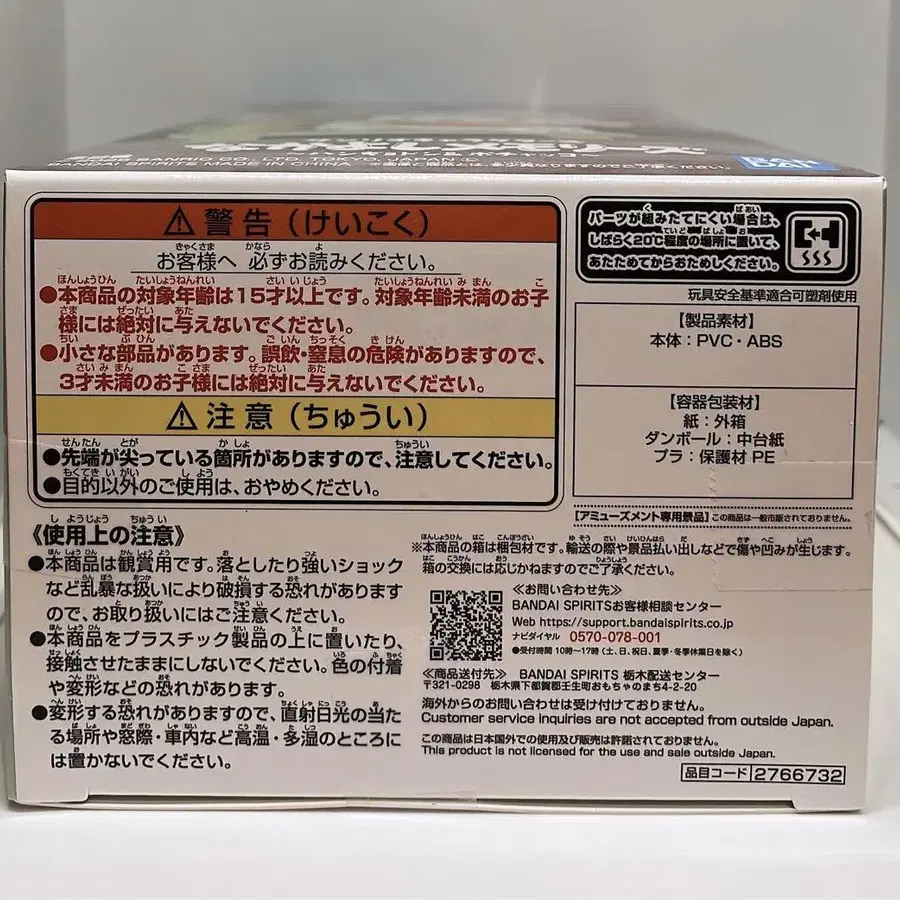 なかよしメモリーズ
SANRIO CO., LTD. TOKYO, JAPAN
BANDAI SPIRITS MADE IN CHINA
BAN
DAI
警告（けいこく）
お客様へ 必ずお読みください。
●本商品の対象年齢は15才以上です。対象年齢未満のお子
様には絶対に与えないでください。
●小さな部品があります。誤飲・窒息の危険がありますので、
3才未満のお子様には絶対に与えないでください。
注意（ちゅうい）
●先端が尖っている箇所がありますので、注意してください。
●目的以外のご使用は、おやめください。
《使用上の注意》
●本商品は観賞用です。落としたり強いショック
など乱暴な扱いにより破損する恐れがあります
ので、お取り扱いにはご注意ください。
●本商品をプラスチック製品の上に置いたり、
接触させたままにしないでください。色の付着
や変形などの恐れがあります。
●変形する恐れがありますので、直射日光の当た
る場所や窓際・車内など高温・多湿のところに
は置かないでください。
パーツが組みたてにくい場合は、
しばらく20℃程度の場所に置いて、
あたためてからおためしください。
玩具安全基準適合可塑剤使用
【製品素材】
本体：PVC・ABS
【容器包装材】
紙：外箱
ダンボール：中台紙
プラ：保護材 PE
【アミューズメント専用景品】この商品は一般市販されておりません。
※本商品の箱は梱包材です。輸送の際や景品払い出しなどで傷や凹みが生じます。
箱の交換には応じかねますのでご了承ください。
≪お問い合わせ先≫
BANDAI SPIRITSお客様相談センター
Web https://support.bandaispirits.co.jp
ナビダイヤル 0570-078-001
●受付時間 10時〜17時（土、日、祝日、夏季・冬季休業日を除く）
≪商品送付先≫ BANDAI SPIRITS 栃木配送センター
〒321-0298 栃木県下都賀郡壬生町おもちゃのまち4-2-20
海外からのお問い合わせは受け付けておりません。
Customer service inquiries are not accepted from outside Japan.
この商品は日本国外での使用及び販売は許諾されておりません。
This product is not licensed for the use and sale outside Japan.
品目コード 2766732